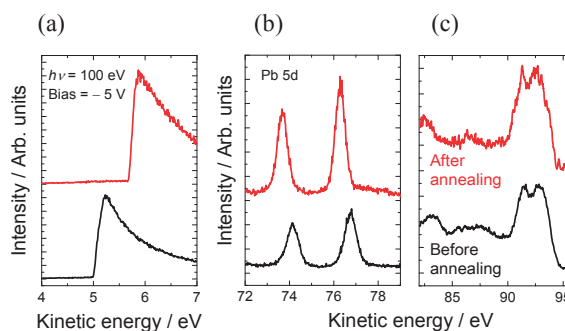 (a)
(b)
(c)
hν = 100 eV
Bias = − 5 V
Pb 5d
After
annealing
Before
annealing
Intensity / Arb. units
Intensity / Arb. units
4 5 6 7
72 74 76 78
85 90 95
Kinetic energy / eV
Kinetic energy / eV